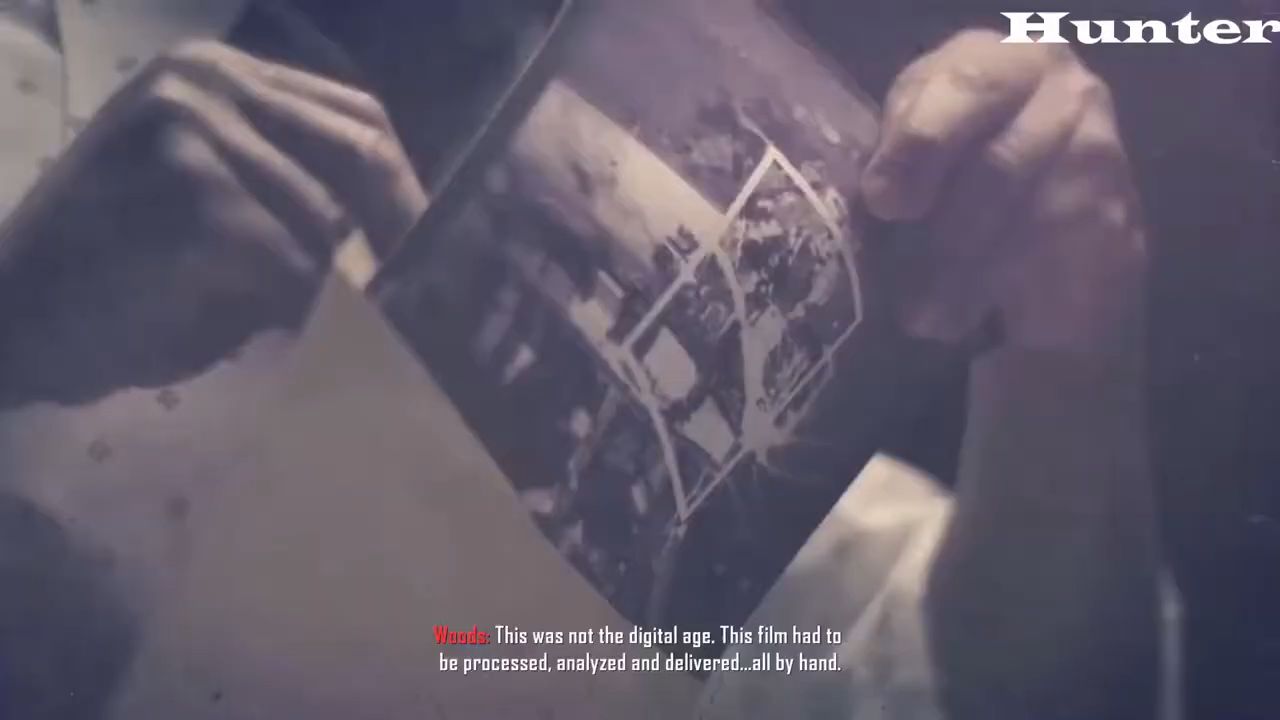 Hunter
Woods: This was not the digital age. This film had to
be processed, analyzed and delivered...all by hand.